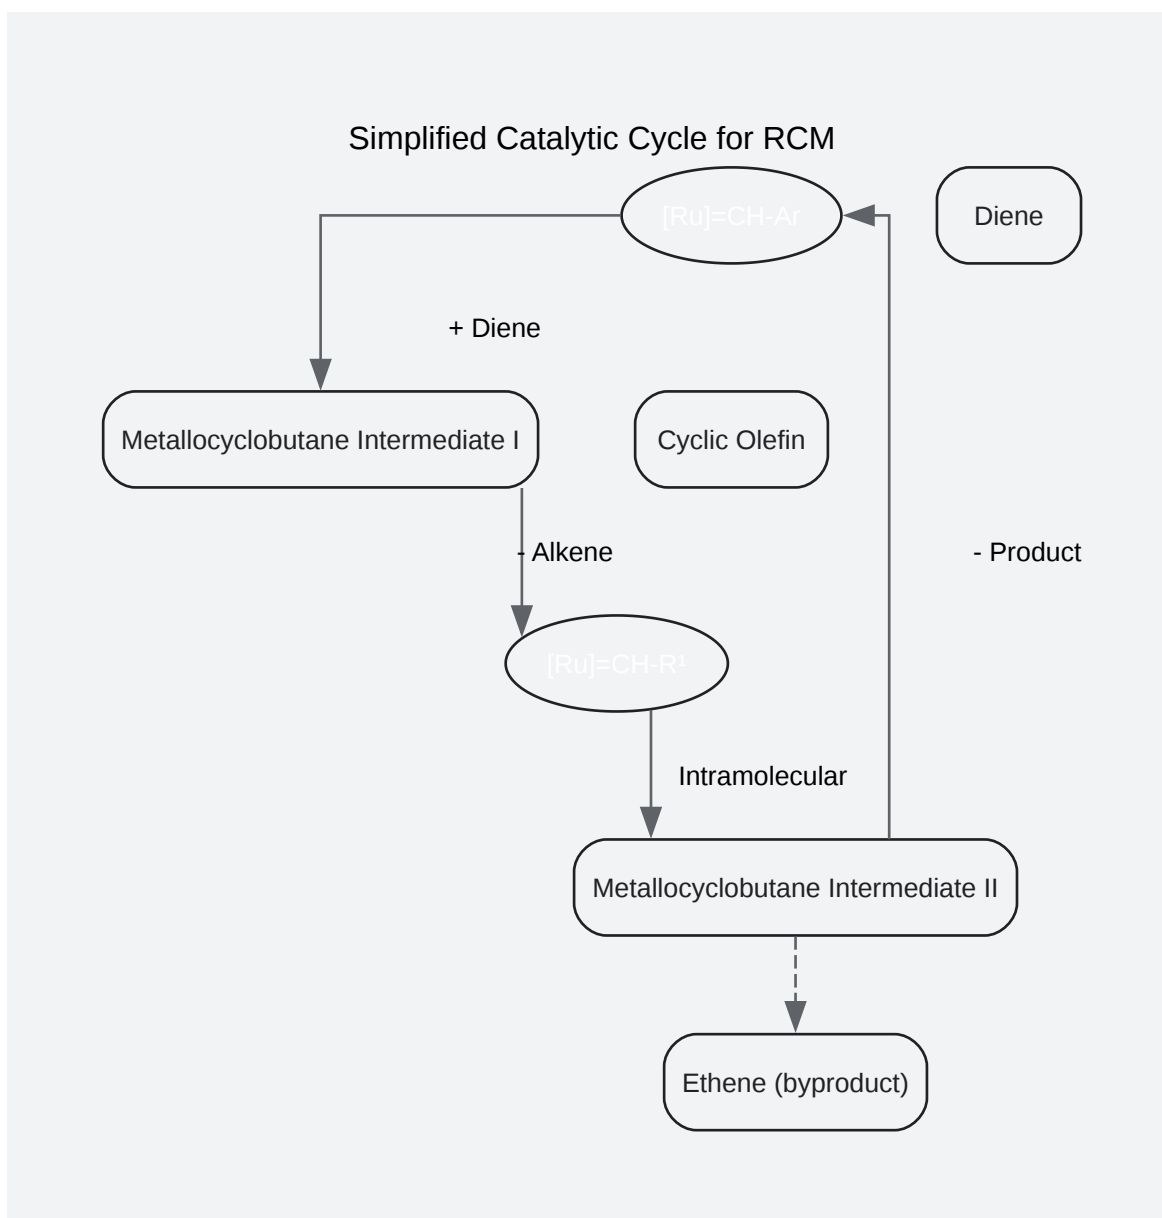 Simplified Catalytic Cycle for RCM
[Ru]=CH-Ar
Diene
+ Diene
Metallocyclobutane Intermediate I
Cyclic Olefin
- Alkene
- Product
[Ru]=CH-R¹
Intramolecular
Metallocyclobutane Intermediate II
Ethene (byproduct)